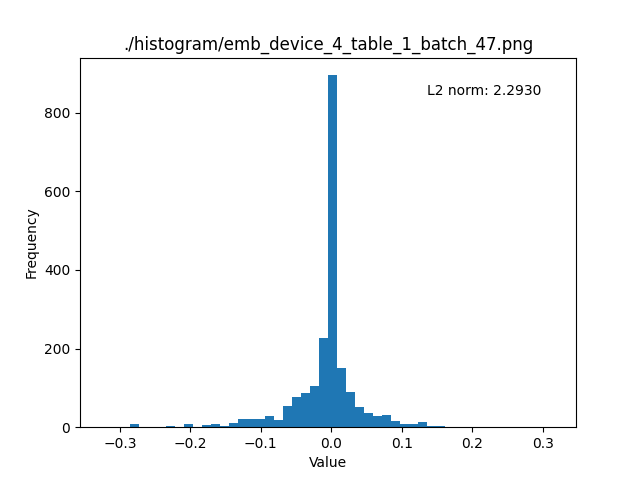 ./histogram/emb_device_4_table_1_batch_47.png
L2 norm: 2.2930
800
600
400
200
0
Frequency
−0.3 −0.2 −0.1 0.0 0.1 0.2 0.3
Value